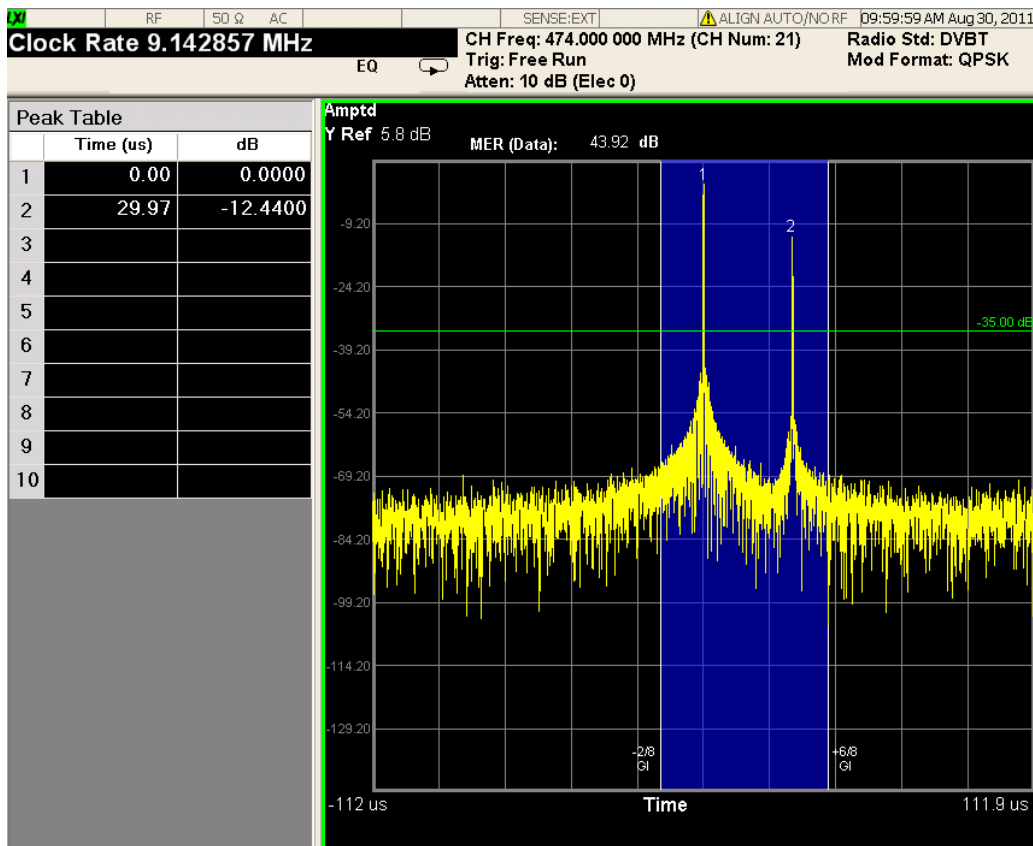 LXI RF 50 Ω AC SENSE:EXT ALIGN AUTO/NO RF 09:59:59 AM Aug 30, 2011
Clock Rate 9.142857 MHz
EQ
CH Freq: 474.000 000 MHz (CH Num: 21)
Trig: Free Run
Atten: 10 dB (Elec 0)
Radio Std: DVBT
Mod Format: QPSK
Peak Table
Time (us) dB
1 0.00 0.0000
2 29.97 -12.4400
3
4
5
6
7
8
9
10
Amptd
Y Ref 5.8 dB
MER (Data): 43.92 dB
1
2
-9.20
-24.20
-35.00 dB
-39.20
-54.20
-69.20
-84.20
-99.20
-114.20
-129.20
-2/8
GI
+6/8
GI
-112 us Time 111.9 us